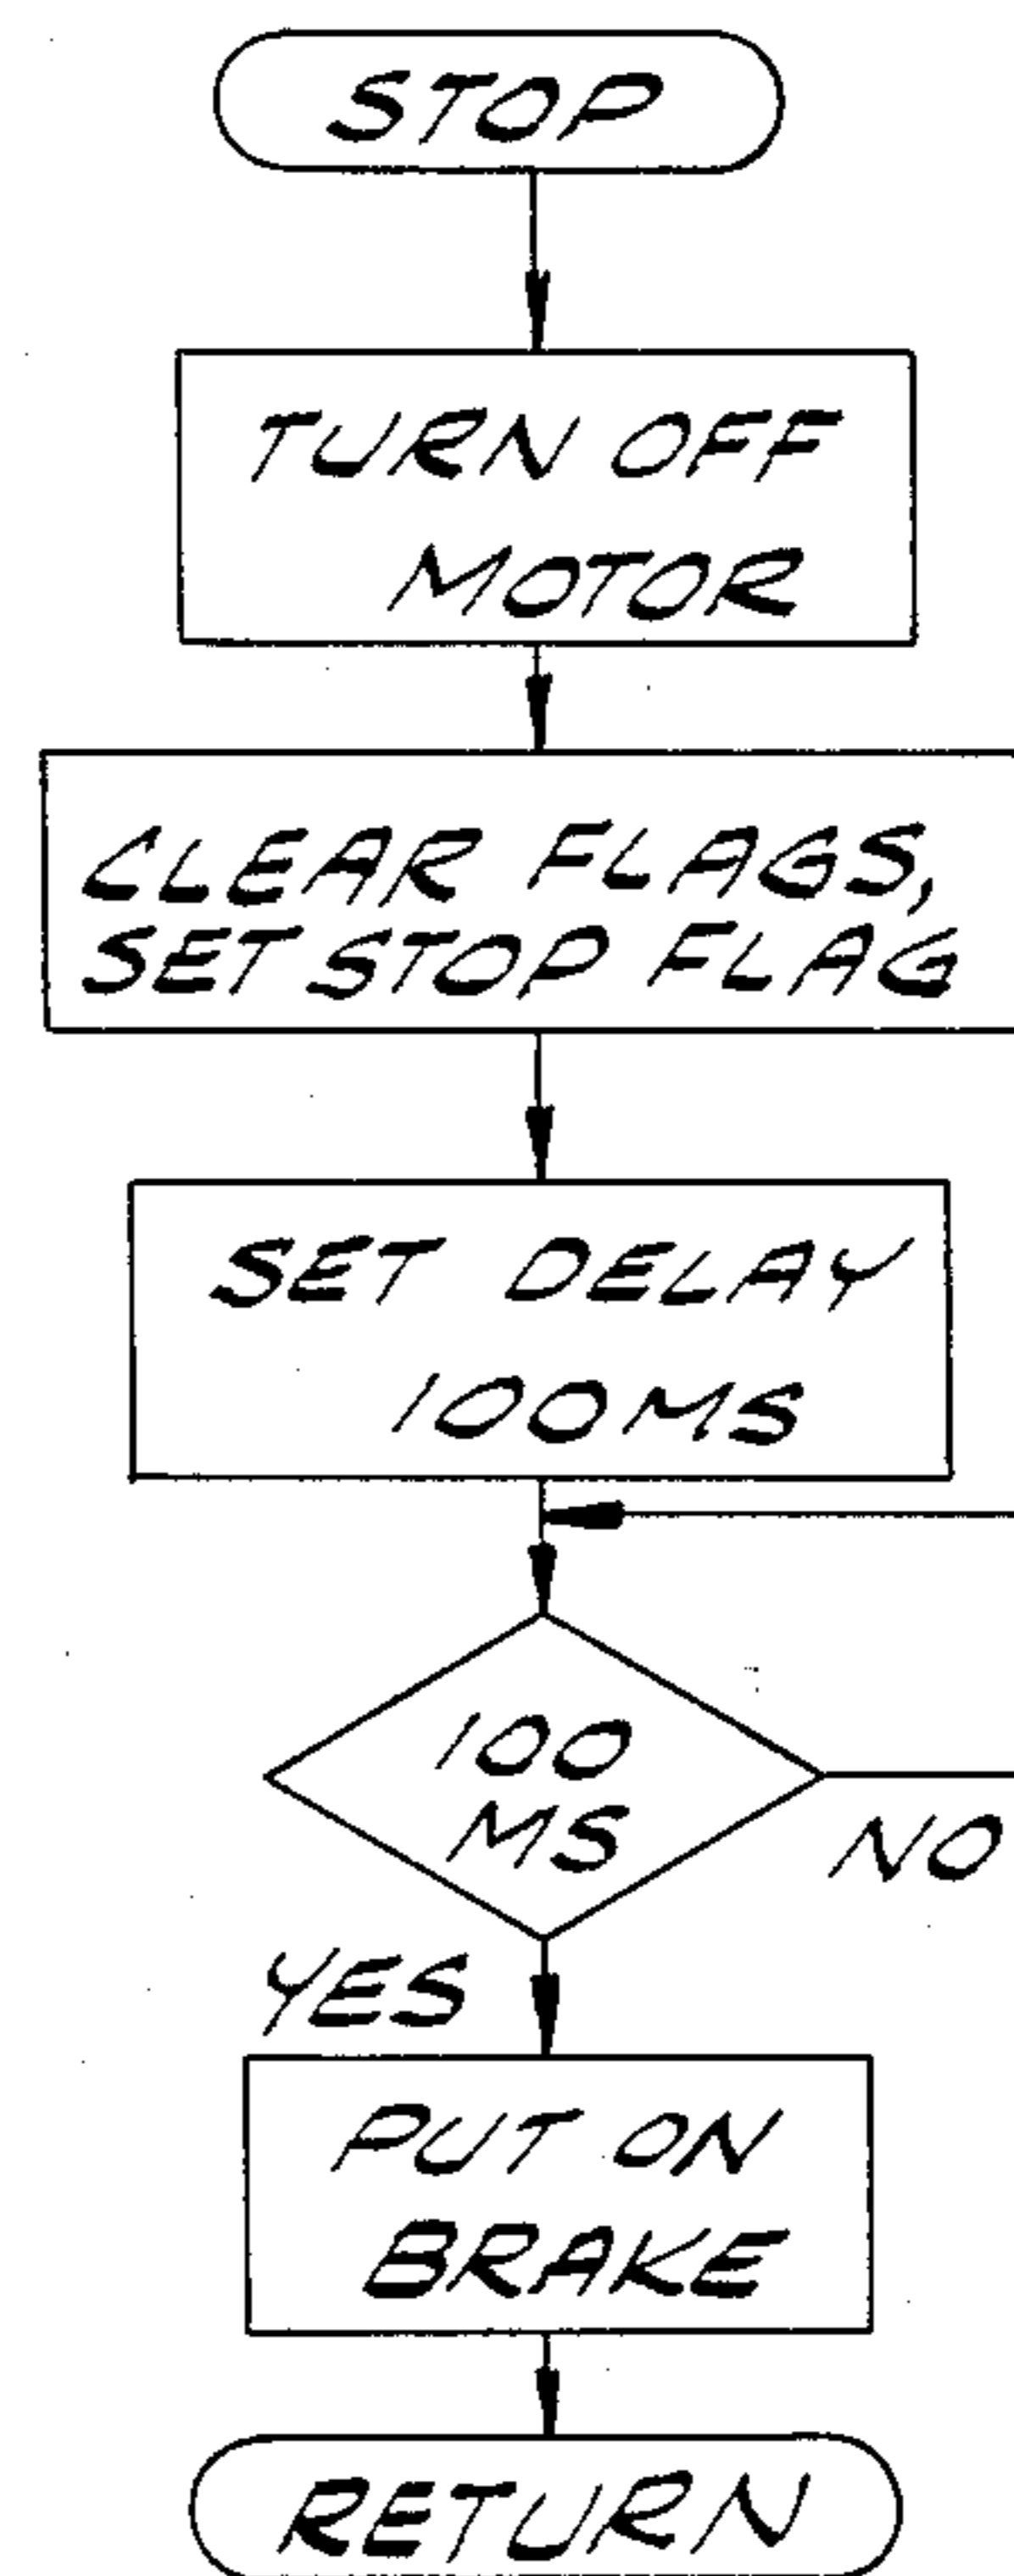 STOP
TURN OFF
MOTOR
CLEAR FLAGS,
SET STOP FLAG
SET DELAY
100MS
100
MS
NO
YES
PUT ON
BRAKE
RETURN